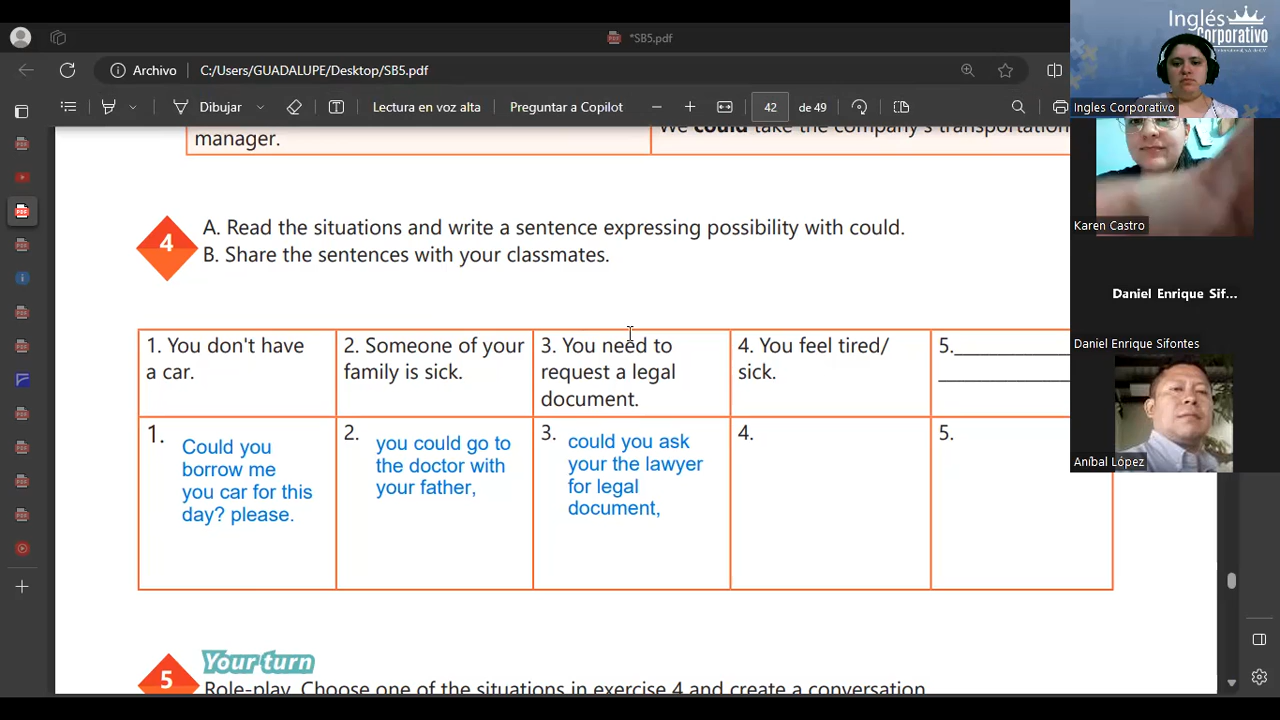 *SB5.pdf
Archivo
C:/Users/GUADALUPE/Desktop/SB5.pdf
Dibujar
Lectura en voz alta
Preguntar a Copilot
42
de 49
manager.
We could take the company's transportation
4
A. Read the situations and write a sentence expressing possibility with could.
B. Share the sentences with your classmates.
1. You don't have
a car.
2. Someone of your
family is sick.
3. You need to
request a legal
document.
4. You feel tired/
sick.
5.____________
____________
1.
Could you
borrow me
you car for this
day? please.
2.
you could go to
the doctor with
your father,
3.
could you ask
your the lawyer
for legal
document,
4.
5.
5
Your turn
Role-play. Choose one of the situations in exercise 4 and create a conversation
Inglés
Corporativo
Ingles Corporativo
Karen Castro
Daniel Enrique Sif...
Daniel Enrique Sifontes
Aníbal López